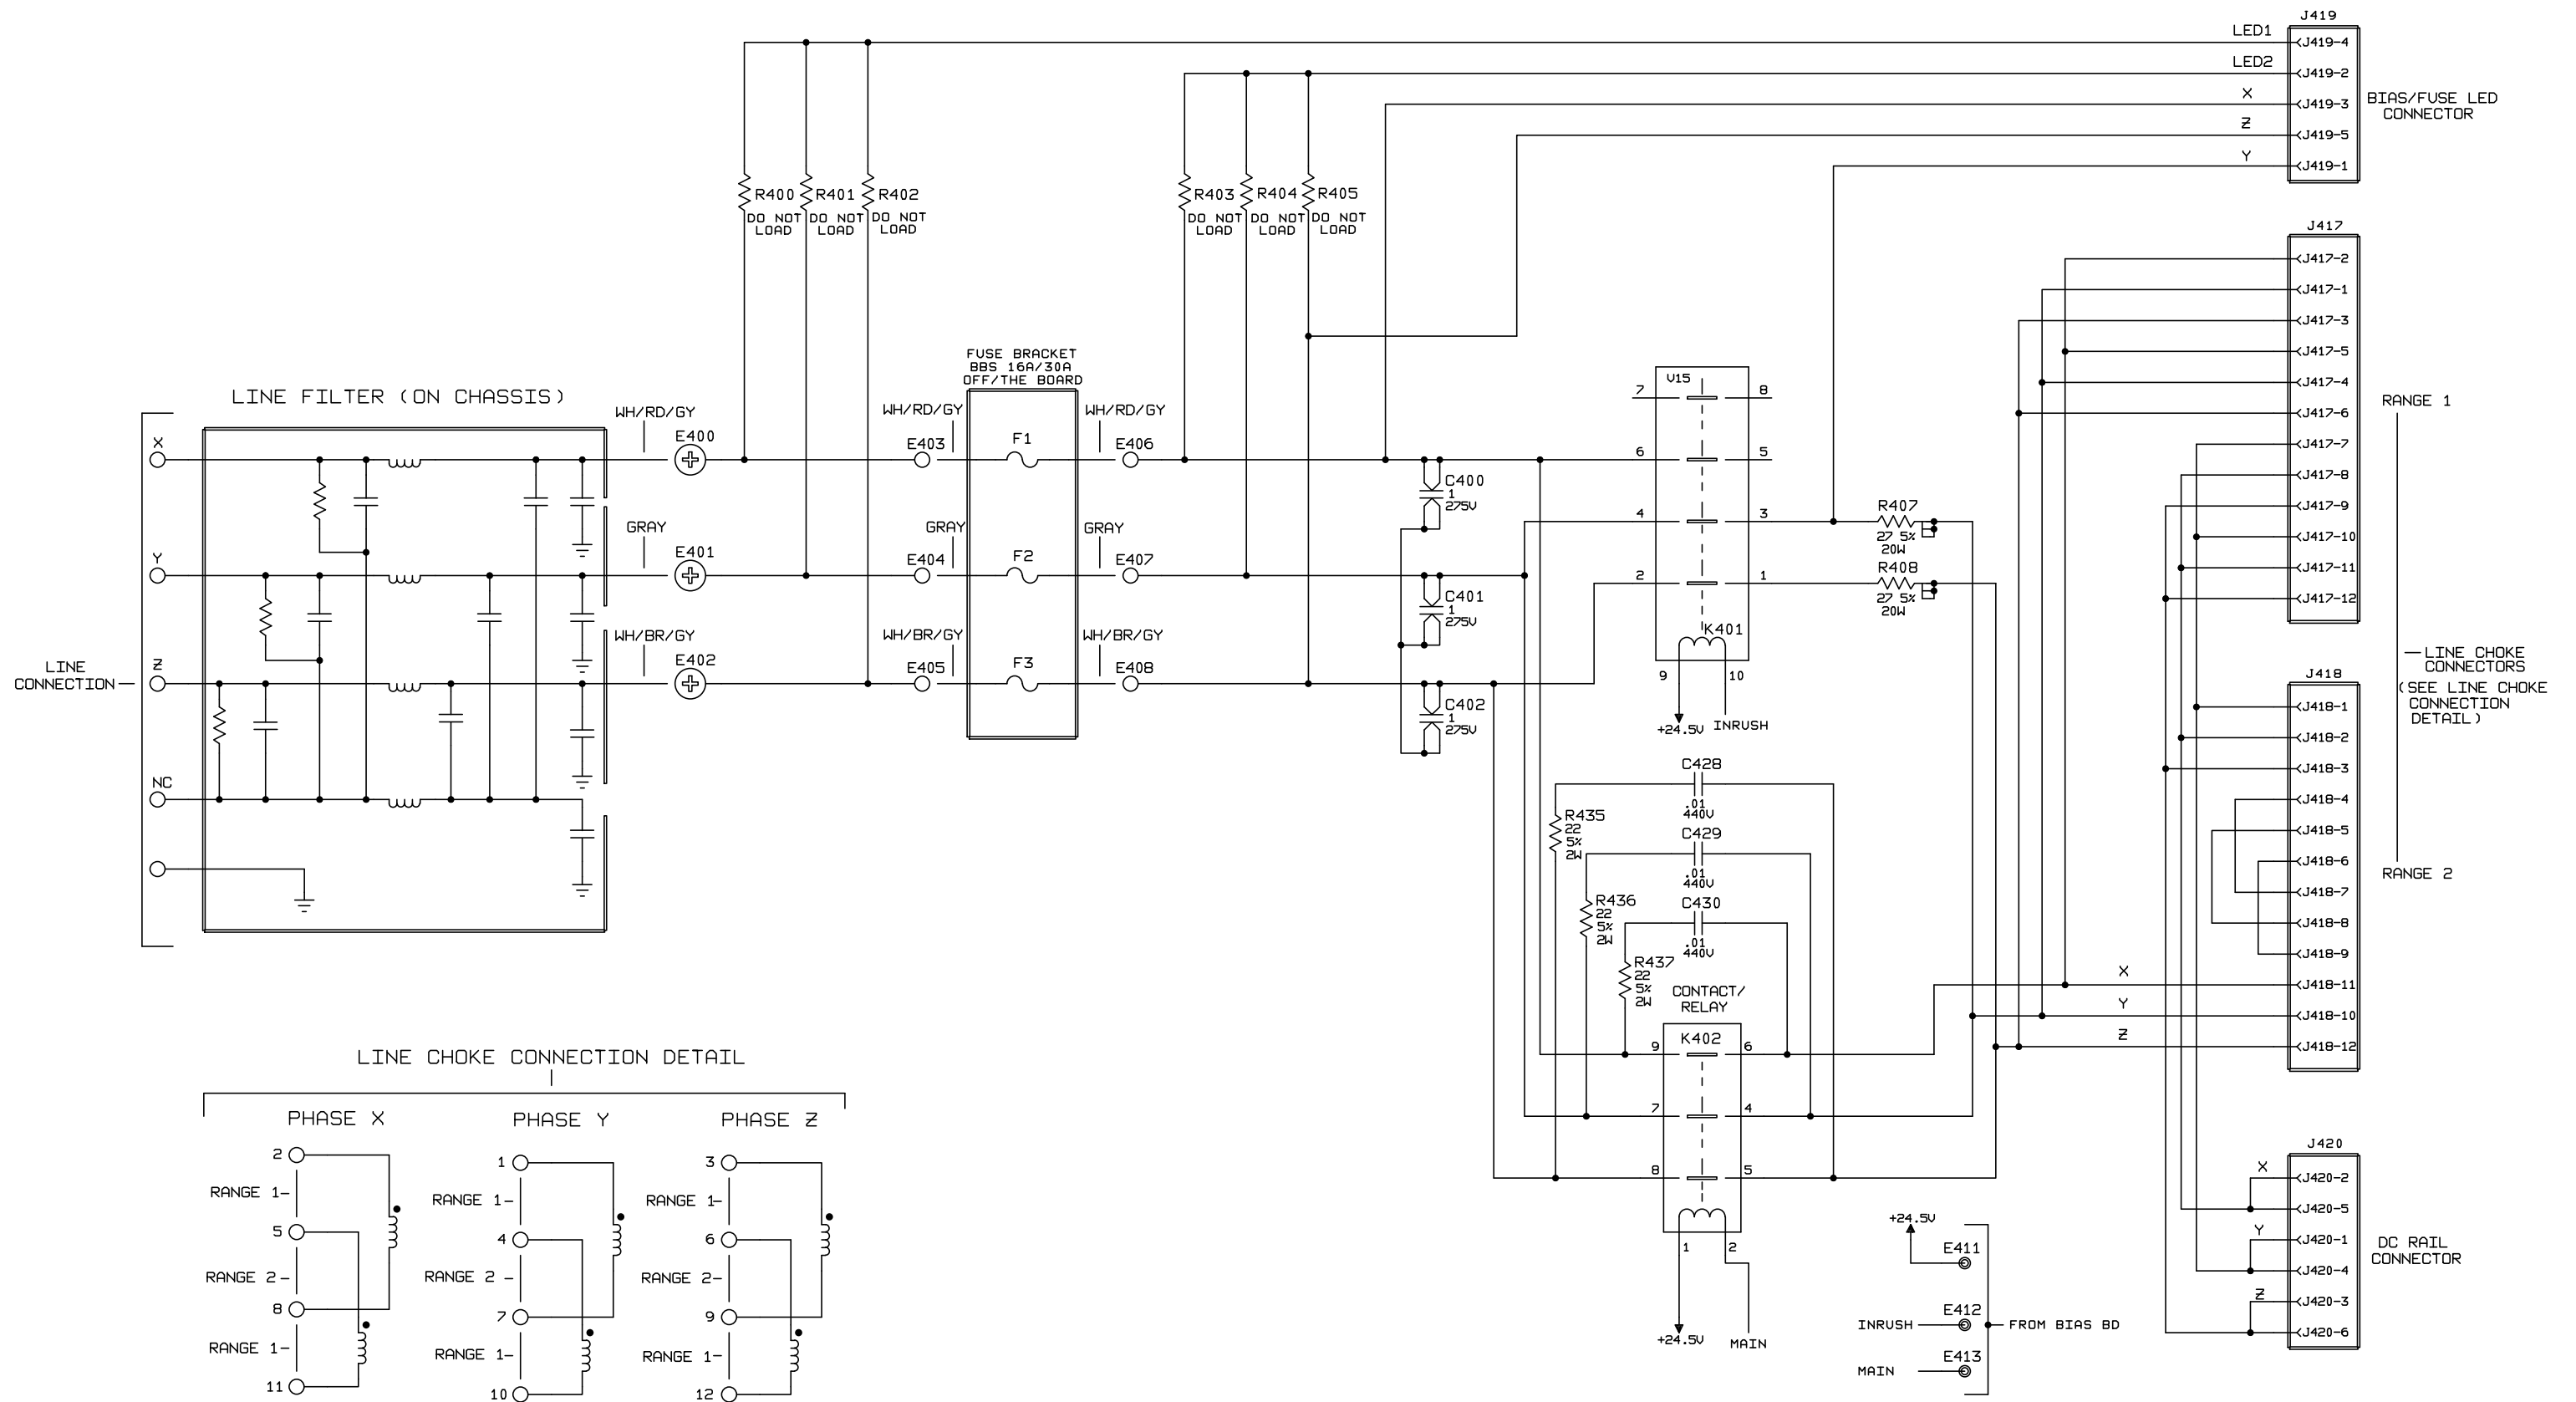 J419
LED1
J419-4
LED2
J419-2
X
J419-3
Z
J419-5
Y
J419-1
BIAS/FUSE LED
CONNECTOR
R400
DO NOT
LOAD
R401
DO NOT
LOAD
R402
DO NOT
LOAD
R403
DO NOT
LOAD
R404
DO NOT
LOAD
R405
DO NOT
LOAD
J417
J417-2
J417-1
J417-3
J417-5
J417-4
J417-6
J417-7
J417-8
J417-9
J417-10
J417-11
J417-12
RANGE 1
LINE CHOKE
CONNECTORS
(SEE LINE CHOKE
CONNECTION
DETAIL)
RANGE 2
LINE FILTER (ON CHASSIS)
LINE
CONNECTION
X
Y
Z
NC
WH/RD/GY
E400
GRAY
E401
WH/BR/GY
E402
FUSE BRACKET
BBS 16A/30A
OFF/THE BOARD
WH/RD/GY
E403
F1
WH/RD/GY
E406
GRAY
E404
F2
GRAY
E407
WH/BR/GY
E405
F3
WH/BR/GY
E408
C400
1
275V
C401
1
275V
C402
1
275V
V15
7
8
6
5
4
3
2
1
K401
9
10
+24.5V
INRUSH
R407
27 5%
20W
R408
27 5%
20W
J418
J418-1
J418-2
J418-3
J418-4
J418-5
J418-6
J418-7
J418-8
J418-9
X
J418-11
Y
J418-10
Z
J418-12
C428
.01
440V
R435
22
5%
2W
C429
.01
440V
R436
22
5%
2W
C430
.01
440V
R437
22
5%
2W
CONTACT/
RELAY
K402
9
6
7
4
8
5
1
2
+24.5V
MAIN
+24.5V
E411
INRUSH
E412
MAIN
E413
FROM BIAS BD
J420
X
J420-2
J420-5
Y
J420-1
J420-4
Z
J420-3
J420-6
DC RAIL
CONNECTOR
LINE CHOKE CONNECTION DETAIL
PHASE X
2
RANGE 1
5
RANGE 2
8
RANGE 1
11
PHASE Y
1
RANGE 1
4
RANGE 2
7
RANGE 1
10
PHASE Z
3
RANGE 1
6
RANGE 2
9
RANGE 1
12